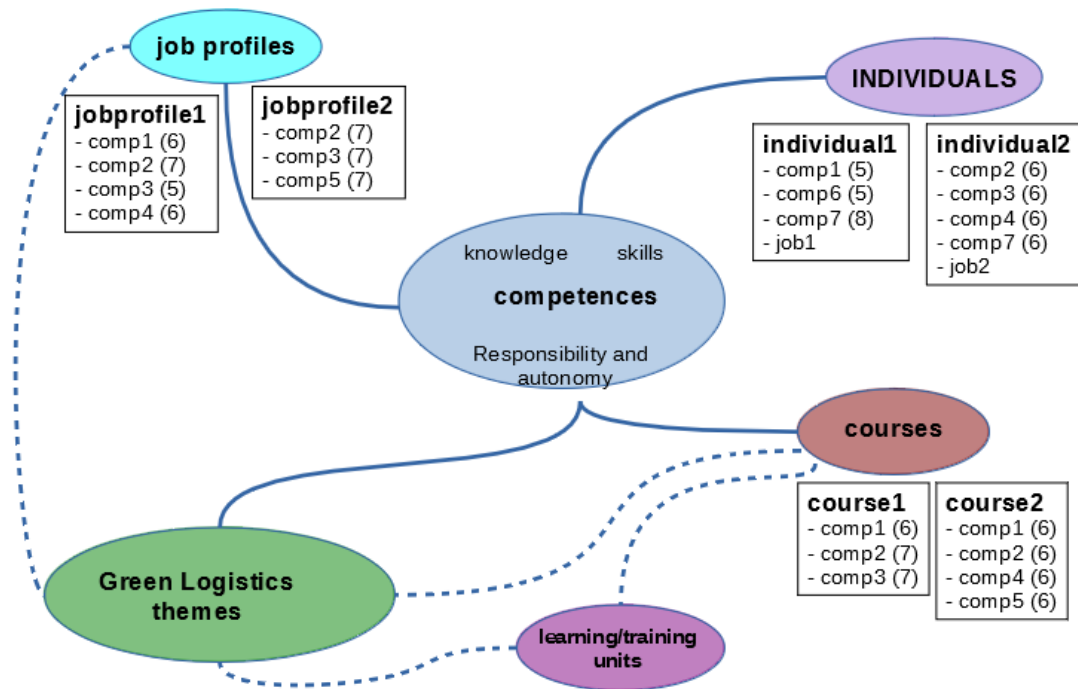 job profiles
jobprofile1
- comp1 (6)
- comp2 (7)
- comp3 (5)
- comp4 (6)
jobprofile2
- comp2 (7)
- comp3 (7)
- comp5 (7)
INDIVIDUALS
individual1
- comp1 (5)
- comp6 (5)
- comp7 (8)
- job1
individual2
- comp2 (6)
- comp3 (6)
- comp4 (6)
- comp7 (6)
- job2
knowledge skills
competences
Responsibility and
autonomy
courses
course1
- comp1 (6)
- comp2 (7)
- comp3 (7)
course2
- comp1 (6)
- comp2 (6)
- comp4 (6)
- comp5 (6)
Green Logistics
themes
learning/training
units